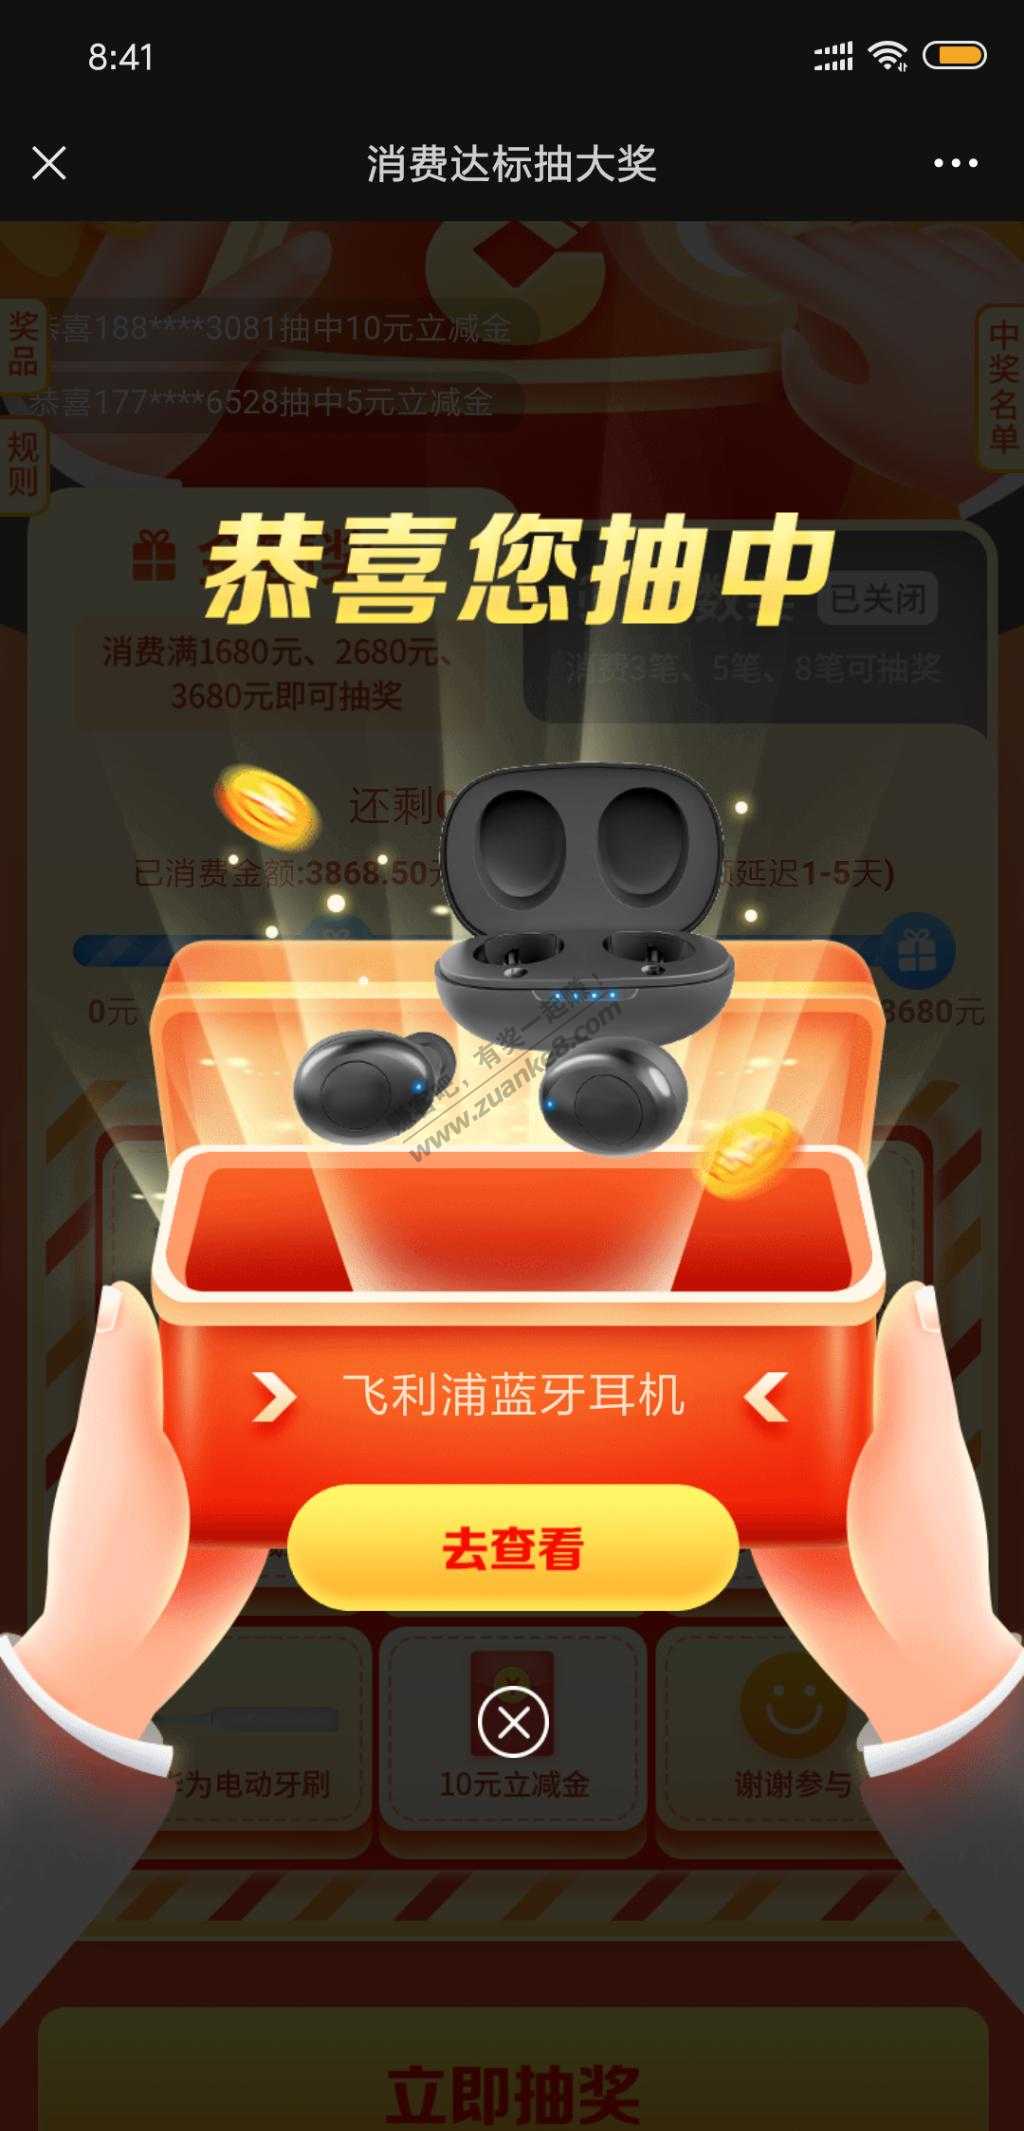 8:41
消费达标抽大奖
恭喜188****3081抽中10元立减金
恭喜177****6528抽中5元立减金
奖品
规则
中奖名单
恭喜您抽中
已关闭
消费满1680元、2680元、
3680元即可抽奖
消费3笔、5笔、8笔可抽奖
还剩
已消费金额:3868.50元
延迟1-5天)
0元
3680元
有奖一起赚!
www.zuanke8.com
飞利浦蓝牙耳机
去查看
华为电动牙刷
10元立减金
谢谢参与
立即抽奖